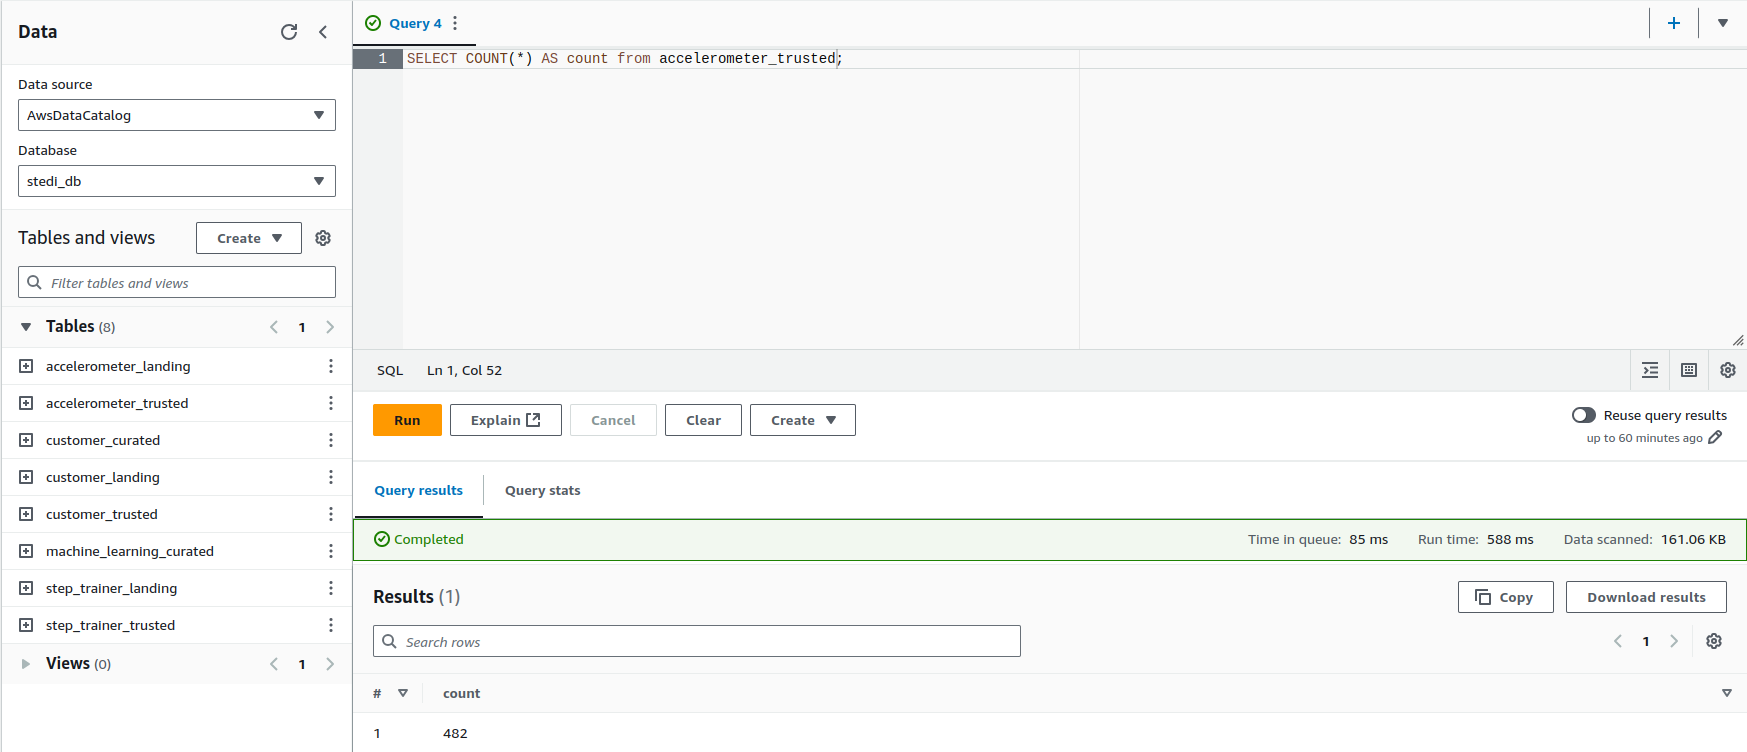 Data
Data source
AwsDataCatalog
Database
stedi_db
Tables and views
Create
Filter tables and views
Tables (8)
1
accelerometer_landing
accelerometer_trusted
customer_curated
customer_landing
customer_trusted
machine_learning_curated
step_trainer_landing
step_trainer_trusted
Views (0)
1
Query 4
1 SELECT COUNT(*) AS count from accelerometer_trusted;
SQL Ln 1, Col 52
Run Explain Cancel Clear Create
Reuse query results
up to 60 minutes ago
Query results Query stats
Completed Time in queue: 85 ms Run time: 588 ms Data scanned: 161.06 KB
Results (1)
Copy Download results
Search rows
1
# count
1 482